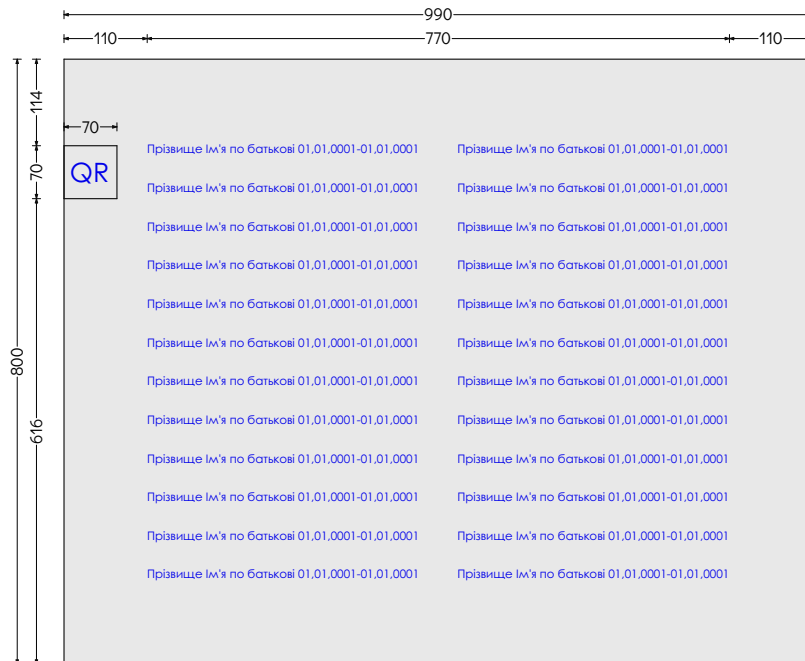 990
110 770 110
114
70
70
QR
800
616
Прізвище Ім'я по батькові 01,01,0001-01,01,0001 Прізвище Ім'я по батькові 01,01,0001-01,01,0001
Прізвище Ім'я по батькові 01,01,0001-01,01,0001 Прізвище Ім'я по батькові 01,01,0001-01,01,0001
Прізвище Ім'я по батькові 01,01,0001-01,01,0001 Прізвище Ім'я по батькові 01,01,0001-01,01,0001
Прізвище Ім'я по батькові 01,01,0001-01,01,0001 Прізвище Ім'я по батькові 01,01,0001-01,01,0001
Прізвище Ім'я по батькові 01,01,0001-01,01,0001 Прізвище Ім'я по батькові 01,01,0001-01,01,0001
Прізвище Ім'я по батькові 01,01,0001-01,01,0001 Прізвище Ім'я по батькові 01,01,0001-01,01,0001
Прізвище Ім'я по батькові 01,01,0001-01,01,0001 Прізвище Ім'я по батькові 01,01,0001-01,01,0001
Прізвище Ім'я по батькові 01,01,0001-01,01,0001 Прізвище Ім'я по батькові 01,01,0001-01,01,0001
Прізвище Ім'я по батькові 01,01,0001-01,01,0001 Прізвище Ім'я по батькові 01,01,0001-01,01,0001
Прізвище Ім'я по батькові 01,01,0001-01,01,0001 Прізвище Ім'я по батькові 01,01,0001-01,01,0001
Прізвище Ім'я по батькові 01,01,0001-01,01,0001 Прізвище Ім'я по батькові 01,01,0001-01,01,0001
Прізвище Ім'я по батькові 01,01,0001-01,01,0001 Прізвище Ім'я по батькові 01,01,0001-01,01,0001